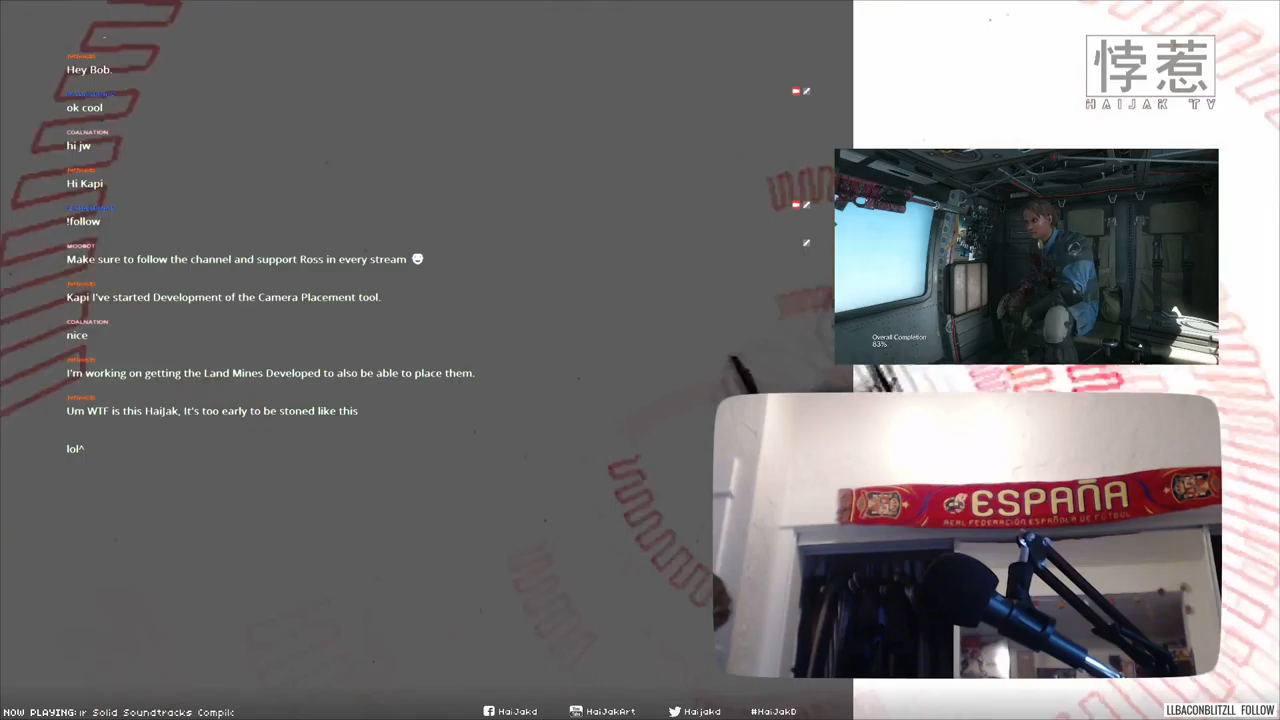 Hey Bob.
ok cool
COALNATION
hi jw
Hi Kapi
!follow
MOOBOT
Make sure to follow the channel and support Ross in every stream
Kapi I've started Development of the Camera Placement tool.
COALNATION
nice
I'm working on getting the Land Mines Developed to also be able to place them.
Um WTF is this HaiJak, It's too early to be stoned like this
lol^
悖惹
HAIJAK TV
Overall Completion
83%
ESPAÑA
REAL FEDERACIÓN ESPAÑOLA DE FÚTBOL
NOW PLAYING: ir Solid Soundtracks Compilc
HaiJakd
HaiJakArt
Haijakd
#HaiJakD
LLBACONBLITZLL FOLLOW